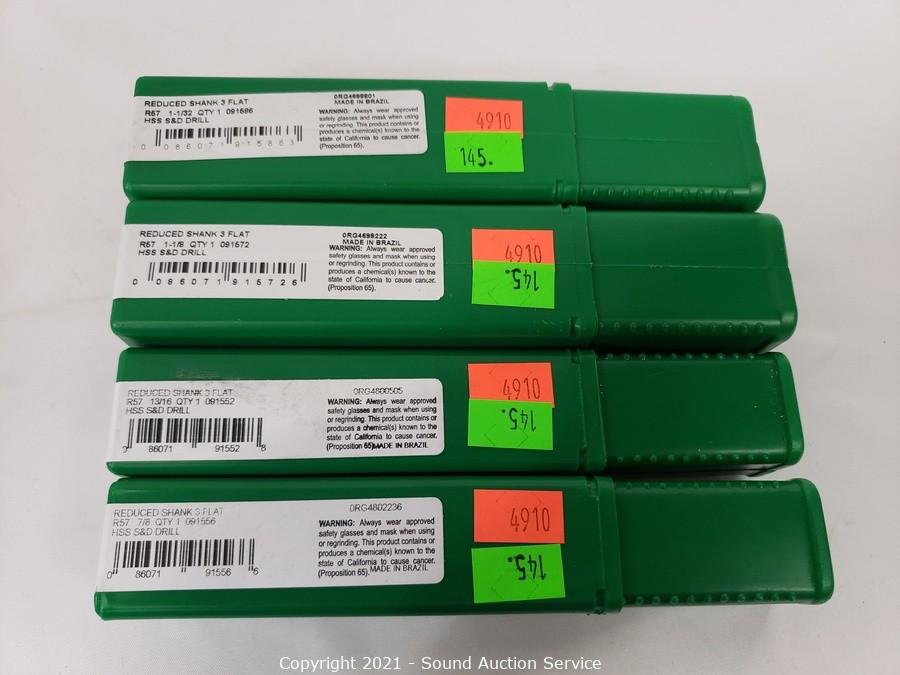 REDUCED SHANK 3 FLAT
R57 1-1/32 QTY 1 091586
HSS S&D DRILL
0 086071 915863
0RG4698801
MADE IN BRAZIL
WARNING: Always wear approved
safety glasses and mask when using
or regrinding. This product contains or
produces a chemical(s) known to the
state of California to cause cancer.
(Proposition 65).
4910
145.
REDUCED SHANK 3 FLAT
R57 1-1/8 QTY 1 091572
HSS S&D DRILL
0 085071 915725
0RG4699222
MADE IN BRAZIL
WARNING: Always wear approved
safety glasses and mask when using
or regrinding. This product contains or
produces a chemical(s) known to the
state of California to cause cancer.
(Proposition 65).
4910
145.
REDUCED SHANK 3 FLAT
R57 13/16 QTY 1 091552
HSS S&D DRILL
0 86071 91552 8
0RG4800505
WARNING: Always wear approved
safety glasses and mask when using
or regrinding. This product contains or
produces a chemical(s) known to the
state of California to cause cancer.
(Proposition 65). MADE IN BRAZIL
4910
145.
REDUCED SHANK 3 FLAT
R57 7/8 QTY 1 091556
HSS S&D DRILL
0 86071 91556 6
0RG4802236
WARNING: Always wear approved
safety glasses and mask when using
or regrinding. This product contains or
produces a chemical(s) known to the
state of California to cause cancer.
(Proposition 65). MADE IN BRAZIL
4910
145.
Copyright 2021 - Sound Auction Service